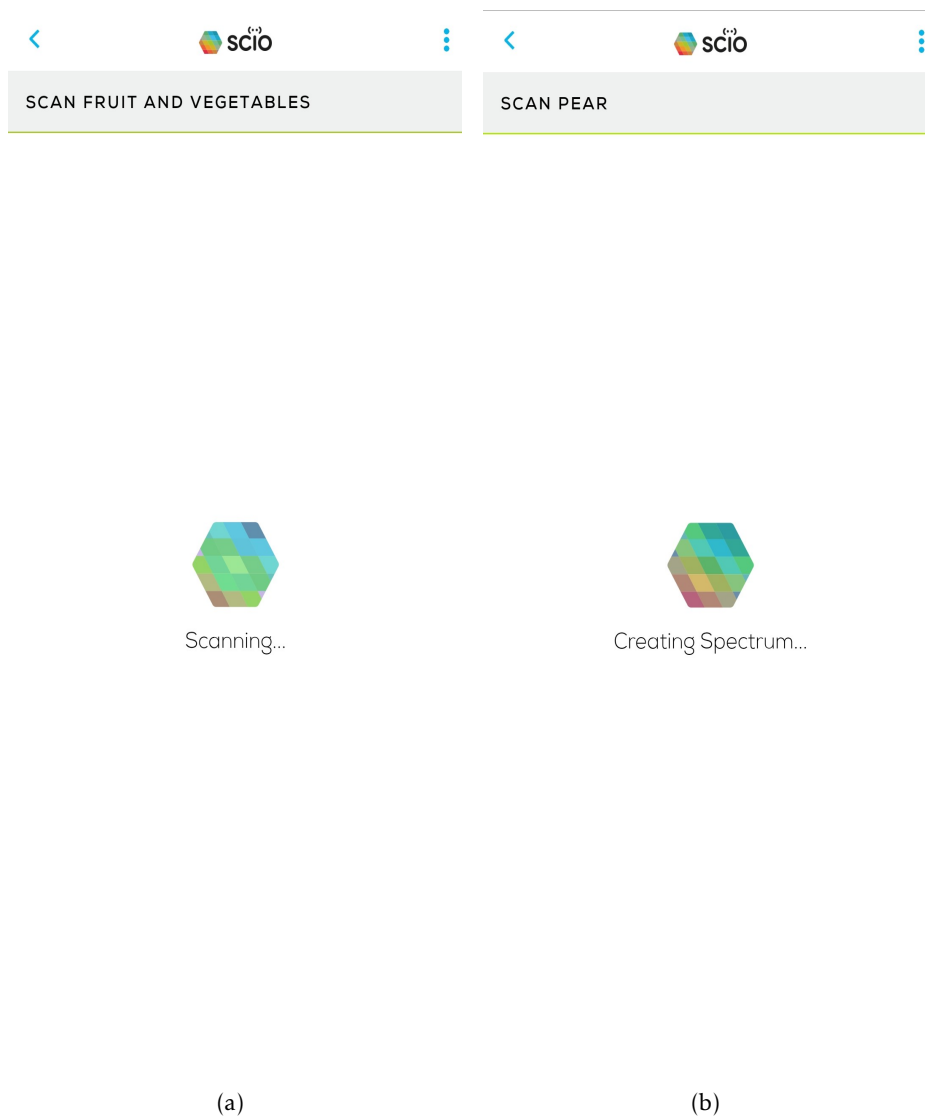 SCiO
SCAN FRUIT AND VEGETABLES
Scanning...
(a)
SCiO
SCAN PEAR
Creating Spectrum...
(b)